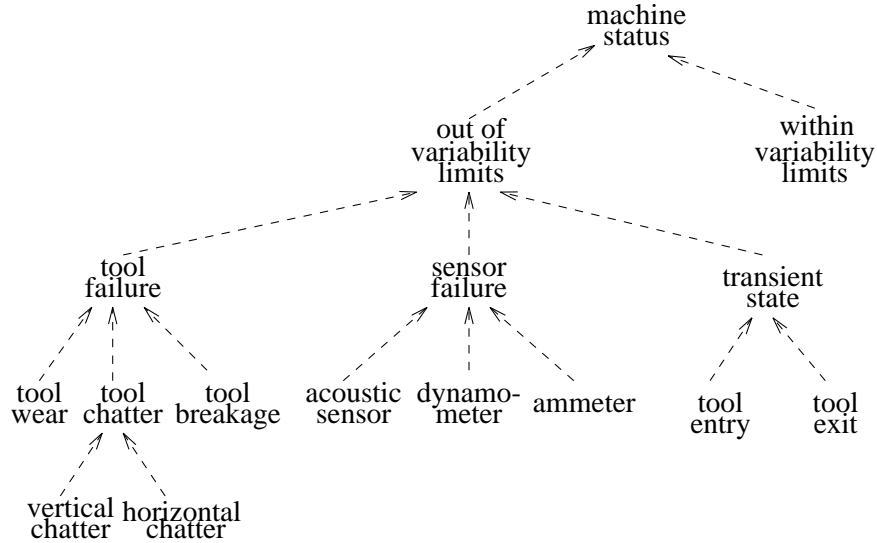 machine
status
out of
variability
limits
within
variability
limits
tool
failure
sensor
failure
transient
state
tool
wear
tool
chatter
tool
breakage
acoustic
sensor
dynamo-
meter
ammeter
tool
entry
tool
exit
vertical
chatter
horizontal
chatter